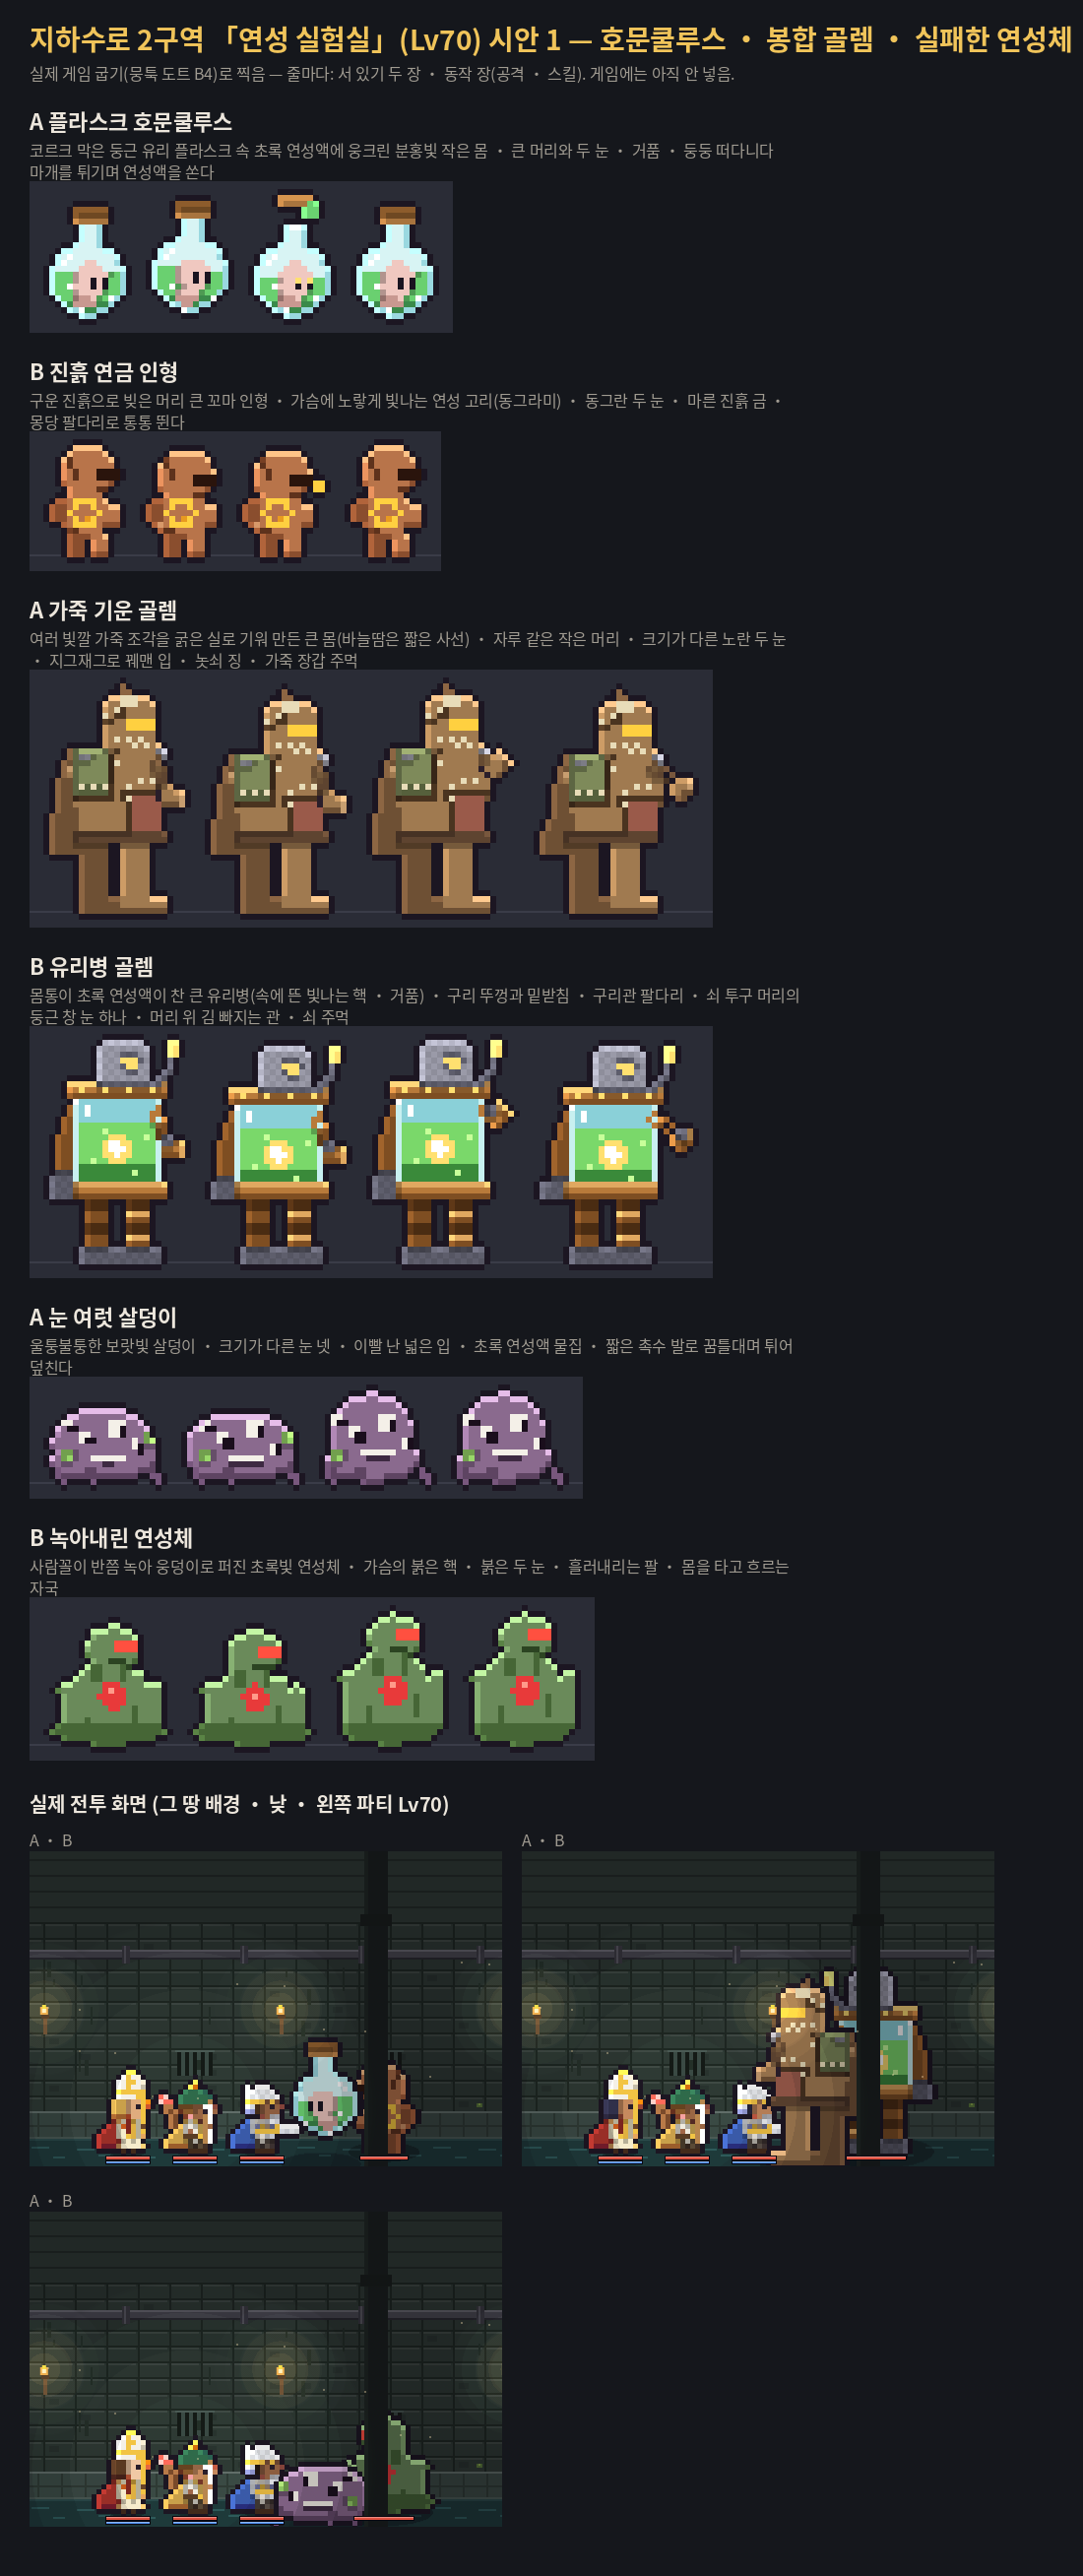 지하수로 2구역 「연성 실험실」(Lv70) 시안 1 — 호문쿨루스 · 봉합 골렘 · 실패한 연성체
실제 게임 굽기(뭉툭 도트 B4)로 찍음 — 줄마다: 서 있기 두 장 · 동작 장(공격 · 스킬). 게임에는 아직 안 넣음.
A 플라스크 호문쿨루스
코르크 막은 둥근 유리 플라스크 속 초록 연성액에 웅크린 분홍빛 작은 몸 · 큰 머리와 두 눈 · 거품 · 둥둥 떠다니다
마개를 튀기며 연성액을 쏜다
B 진흙 연금 인형
구운 진흙으로 빚은 머리 큰 꼬마 인형 · 가슴에 노랗게 빛나는 연성 고리(동그라미) · 동그란 두 눈 · 마른 진흙 금 ·
몽당 팔다리로 통통 뛴다
A 가죽 기운 골렘
여러 빛깔 가죽 조각을 굵은 실로 기워 만든 큰 몸(바늘땀은 짧은 사선) · 자루 같은 작은 머리 · 크기가 다른 노란 두 눈
· 지그재그로 꿰맨 입 · 놋쇠 징 · 가죽 장갑 주먹
B 유리병 골렘
몸통이 초록 연성액이 찬 큰 유리병(속에 뜬 빛나는 핵 · 거품) · 구리 뚜껑과 밑받침 · 구리관 팔다리 · 쇠 투구 머리의
둥근 창 눈 하나 · 머리 위 김 빠지는 관 · 쇠 주먹
A 눈 여럿 살덩이
울퉁불퉁한 보랏빛 살덩이 · 크기가 다른 눈 넷 · 이빨 난 넓은 입 · 초록 연성액 물집 · 짧은 촉수 발로 꿈틀대며 튀어
덮친다
B 녹아내린 연성체
사람꼴이 반쯤 녹아 웅덩이로 퍼진 초록빛 연성체 · 가슴의 붉은 핵 · 붉은 두 눈 · 흘러내리는 팔 · 몸을 타고 흐르는
자국
실제 전투 화면 (그 땅 배경 · 낮 · 왼쪽 파티 Lv70)
A · B
A · B
A · B